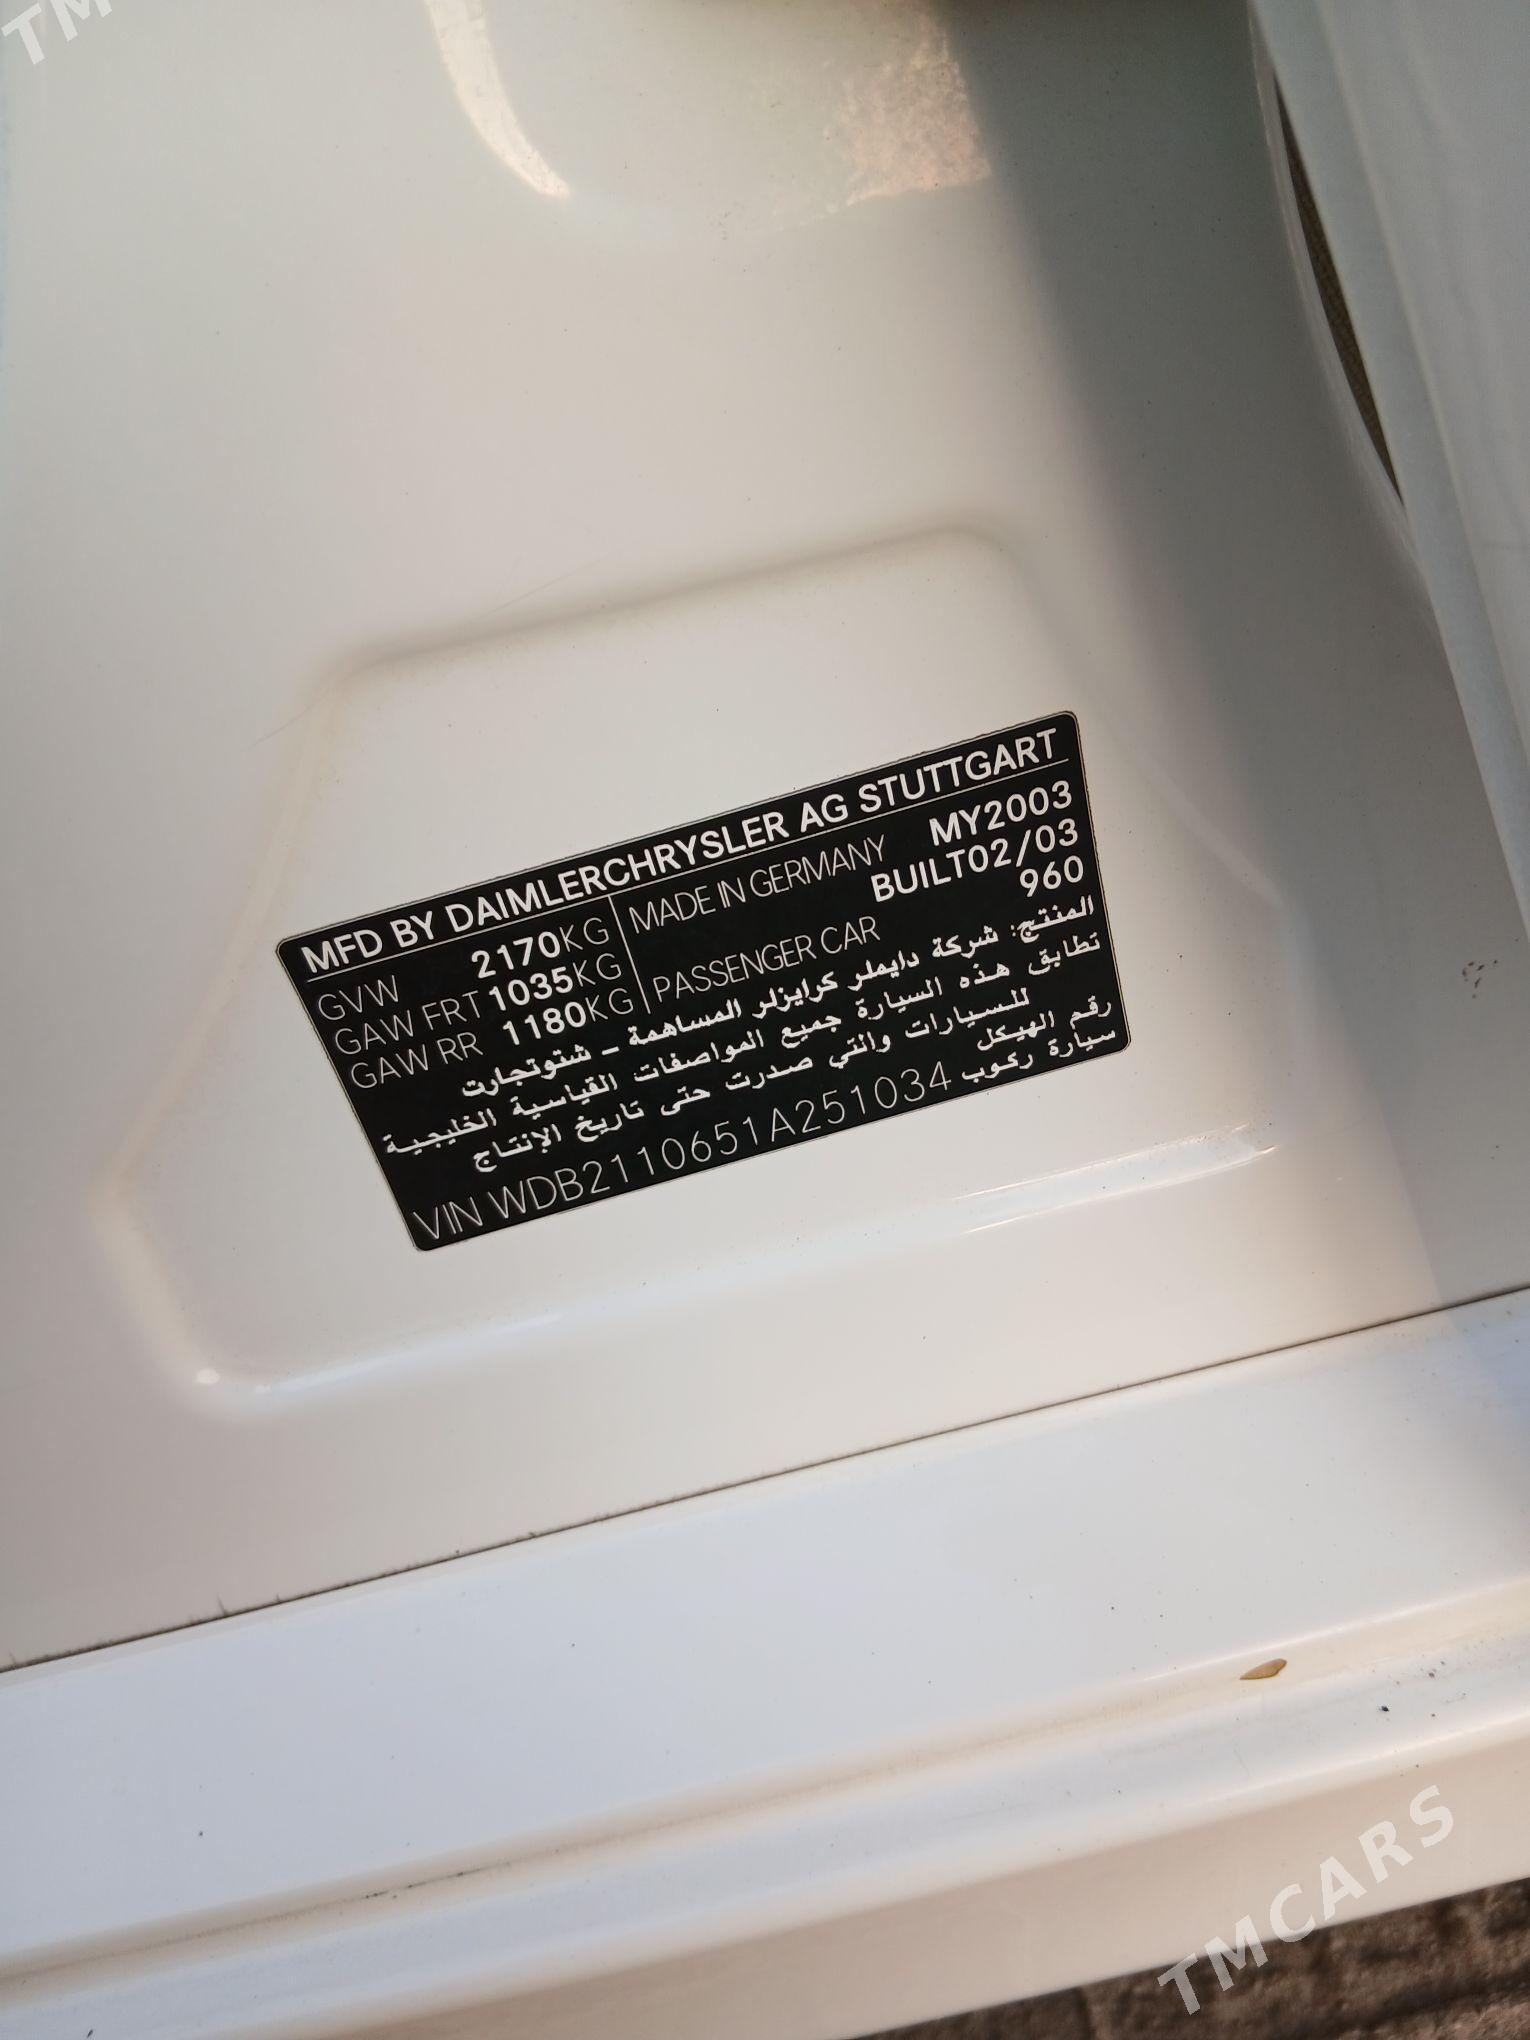 TM
MFD BY DAIMLERCHRYSLER AG STUTTGART
GVW 2170KG MADE IN GERMANY MY2003
GAW FRT 1035KG BUILT02/03
GAW RR 1180KG PASSENGER CAR 960
المنتج: شركة دايملر كرايزلر المساهمة - شتوتجارت
تطابق هذه السيارة جميع المواصفات القياسية الخليجية
للسيارات والتي صدرت حتى تاريخ الإنتاج
رقم الهيكل
VIN WDB2110651A251034 سيارة ركوب
TMCARS